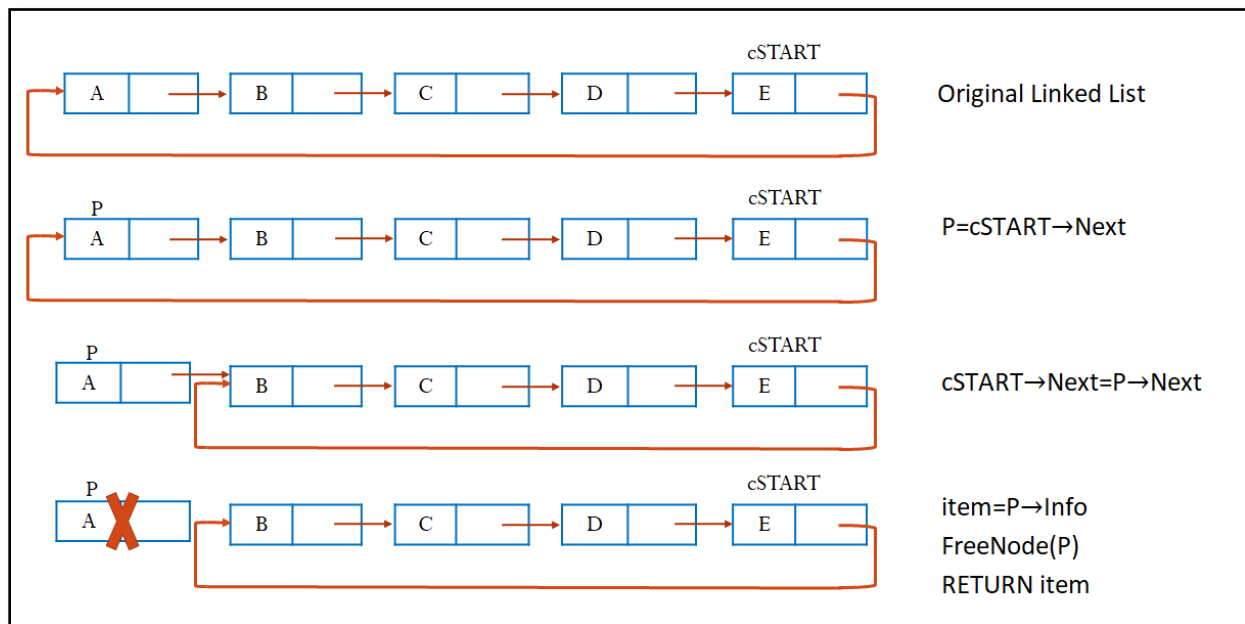 cSTART
A B C D E
Original Linked List
P
cSTART
A B C D E
P=cSTART→Next
P
cSTART
A B C D E
cSTART→Next=P→Next
P
cSTART
A B C D E
item=P→Info
FreeNode(P)
RETURN item